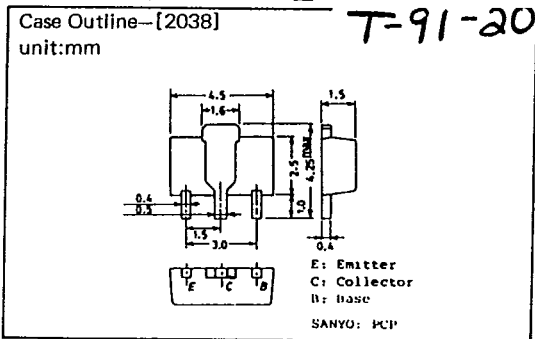 Case Outline—[2038]
T-91-20
unit:mm
4.5
1.6
1.5
2.5
4.25max
1.0
0.4
0.5
1.5
3.0
0.4
E C B
E: Emitter
C: Collector
B: Base
SANYO: PCP